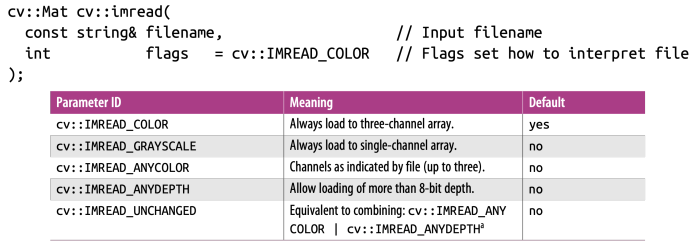 cv::Mat cv::imread(
const string& filename, // Input filename
int flags = cv::IMREAD_COLOR // Flags set how to interpret file
);
Parameter ID Meaning Default
cv::IMREAD_COLOR Always load to three-channel array. yes
cv::IMREAD_GRAYSCALE Always load to single-channel array. no
cv::IMREAD_ANYCOLOR Channels as indicated by file (up to three). no
cv::IMREAD_ANYDEPTH Allow loading of more than 8-bit depth. no
cv::IMREAD_UNCHANGED Equivalent to combining: cv::IMREAD_ANY no
COLOR | cv::IMREAD_ANYDEPTHª